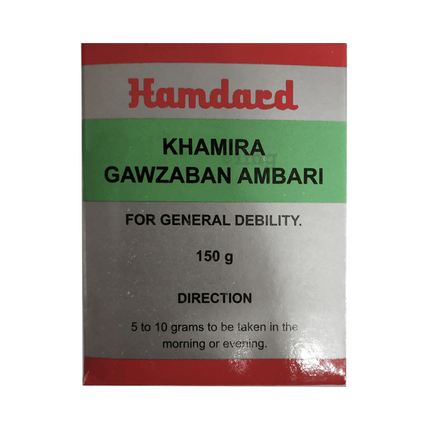 Hamdard
KHAMIRA
GAWZABAN AMBARI
FOR GENERAL DEBILITY.
150 g
DIRECTION
5 to 10 grams to be taken in the
morning or evening.